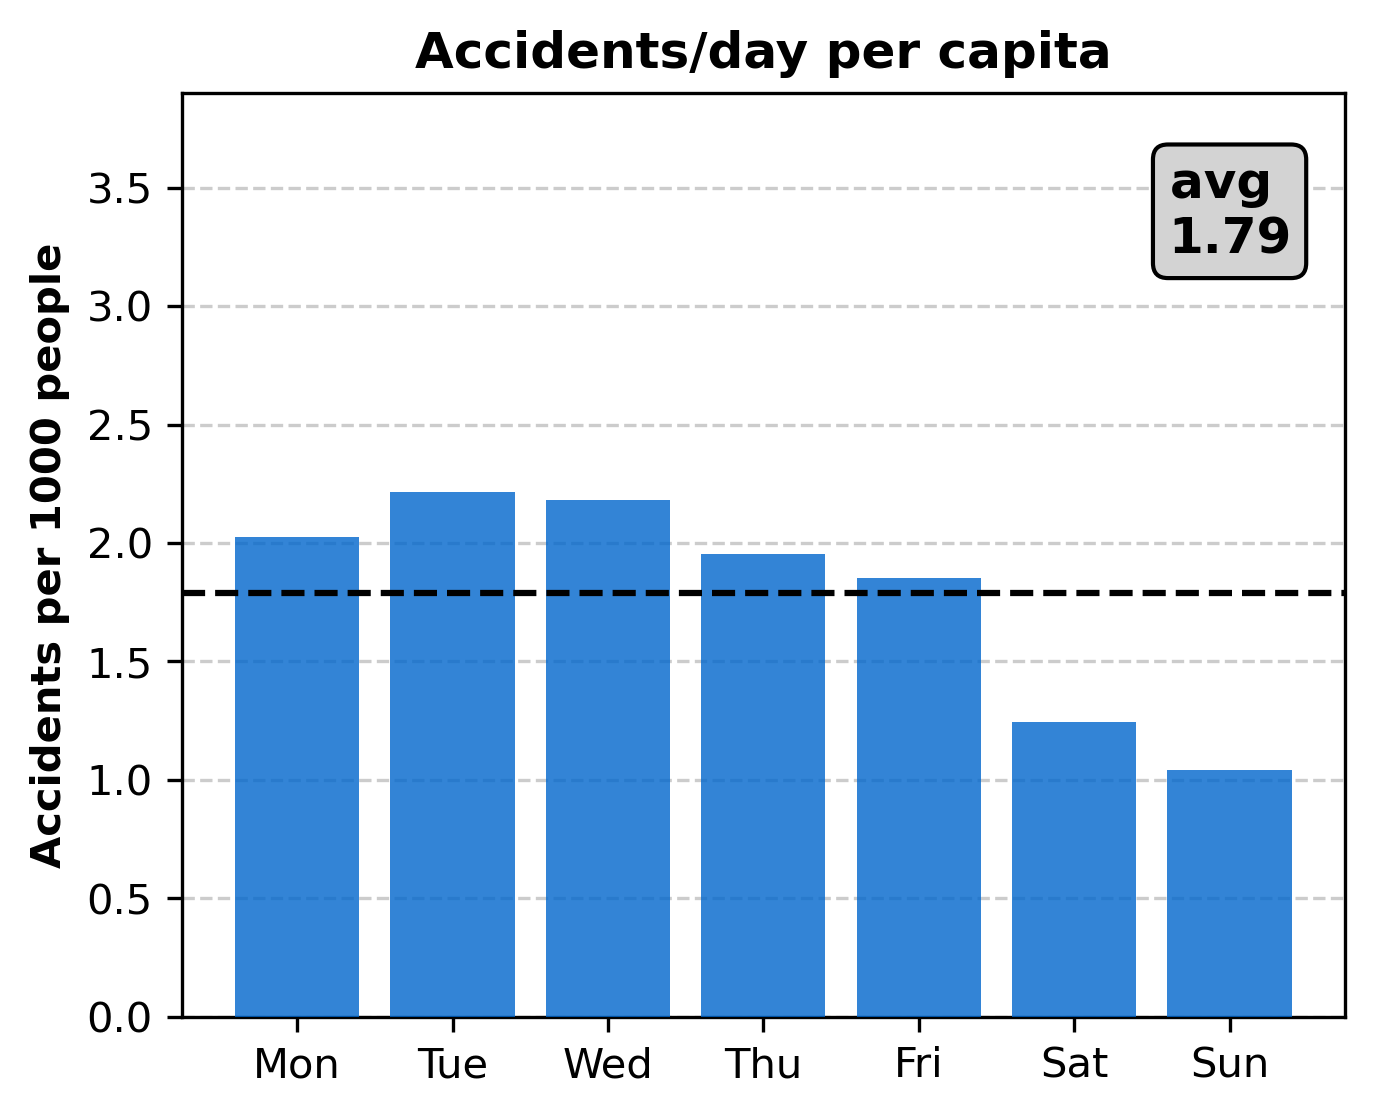 Accidents/day per capita
avg
1.79
Accidents per 1000 people
3.5
3.0
2.5
2.0
1.5
1.0
0.5
0.0
Mon Tue Wed Thu Fri Sat Sun